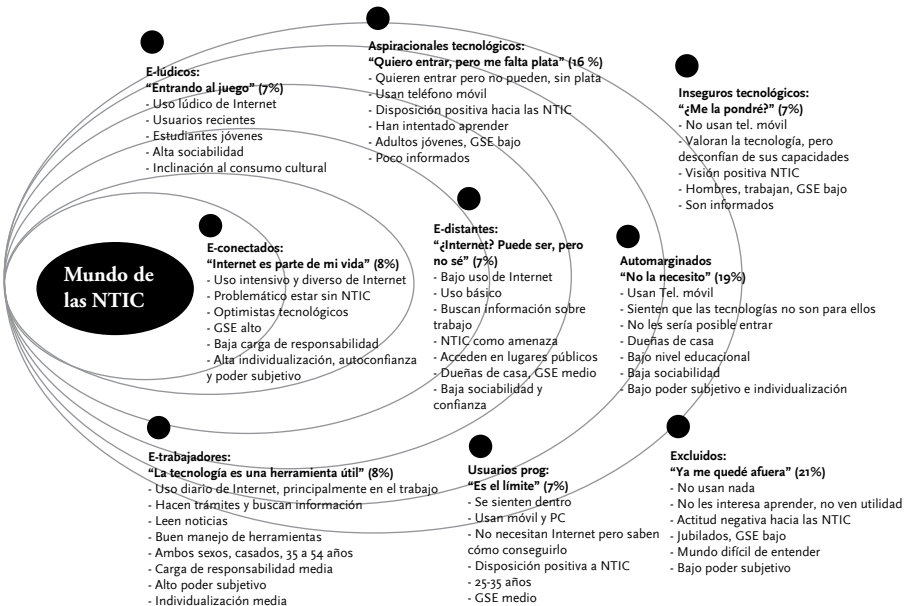 Aspiracionales tecnológicos:
“Quiero entrar, pero me falta plata” (16 %)
- Quieren entrar pero no pueden, sin plata
- Usan teléfono móvil
- Disposición positiva hacia las NTIC
- Han intentado aprender
- Adultos jóvenes, GSE bajo
- Poco informados
E-lúdicos:
“Entrando al juego” (7%)
- Uso lúdico de Internet
- Usuarios recientes
- Estudiantes jóvenes
- Alta sociabilidad
- Inclinación al consumo cultural
Inseguros tecnológicos:
“¿Me la pondré?” (7%)
- No usan tel. móvil
- Valoran la tecnología, pero
desconfían de sus capacidades
- Visión positiva NTIC
- Hombres, trabajan, GSE bajo
- Son informados
Mundo de
las NTIC
E-conectados:
“Internet es parte de mi vida” (8%)
- Uso intensivo y diverso de Internet
- Problemático estar sin NTIC
- Optimistas tecnológicos
- GSE alto
- Baja carga de responsabilidad
- Alta individualización, autoconfianza
y poder subjetivo
E-distantes:
“¿Internet? Puede ser, pero
no sé” (7%)
- Bajo uso de Internet
- Uso básico
- Buscan información sobre
trabajo
- NTIC como amenaza
- Acceden en lugares públicos
- Dueñas de casa, GSE medio
- Baja sociabilidad y
confianza
Automarginados
“No la necesito” (19%)
- Usan Tel. móvil
- Sienten que las tecnologías no son para ellos
- No les sería posible entrar
- Dueñas de casa
- Bajo nivel educacional
- Baja sociabilidad
- Bajo poder subjetivo e individualización
E-trabajadores:
“La tecnología es una herramienta útil” (8%)
- Uso diario de Internet, principalmente en el trabajo
- Hacen trámites y buscan información
- Leen noticias
- Buen manejo de herramientas
- Ambos sexos, casados, 35 a 54 años
- Carga de responsabilidad media
- Alto poder subjetivo
- Individualización media
Usuarios prog:
“Es el límite” (7%)
- Se sienten dentro
- Usan móvil y PC
- No necesitan Internet pero saben
cómo conseguirlo
- Disposición positiva a NTIC
- 25-35 años
- GSE medio
Excluidos:
“Ya me quedé afuera” (21%)
- No usan nada
- No les interesa aprender, no ven utilidad
- Actitud negativa hacia las NTIC
- Jubilados, GSE bajo
- Mundo difícil de entender
- Bajo poder subjetivo